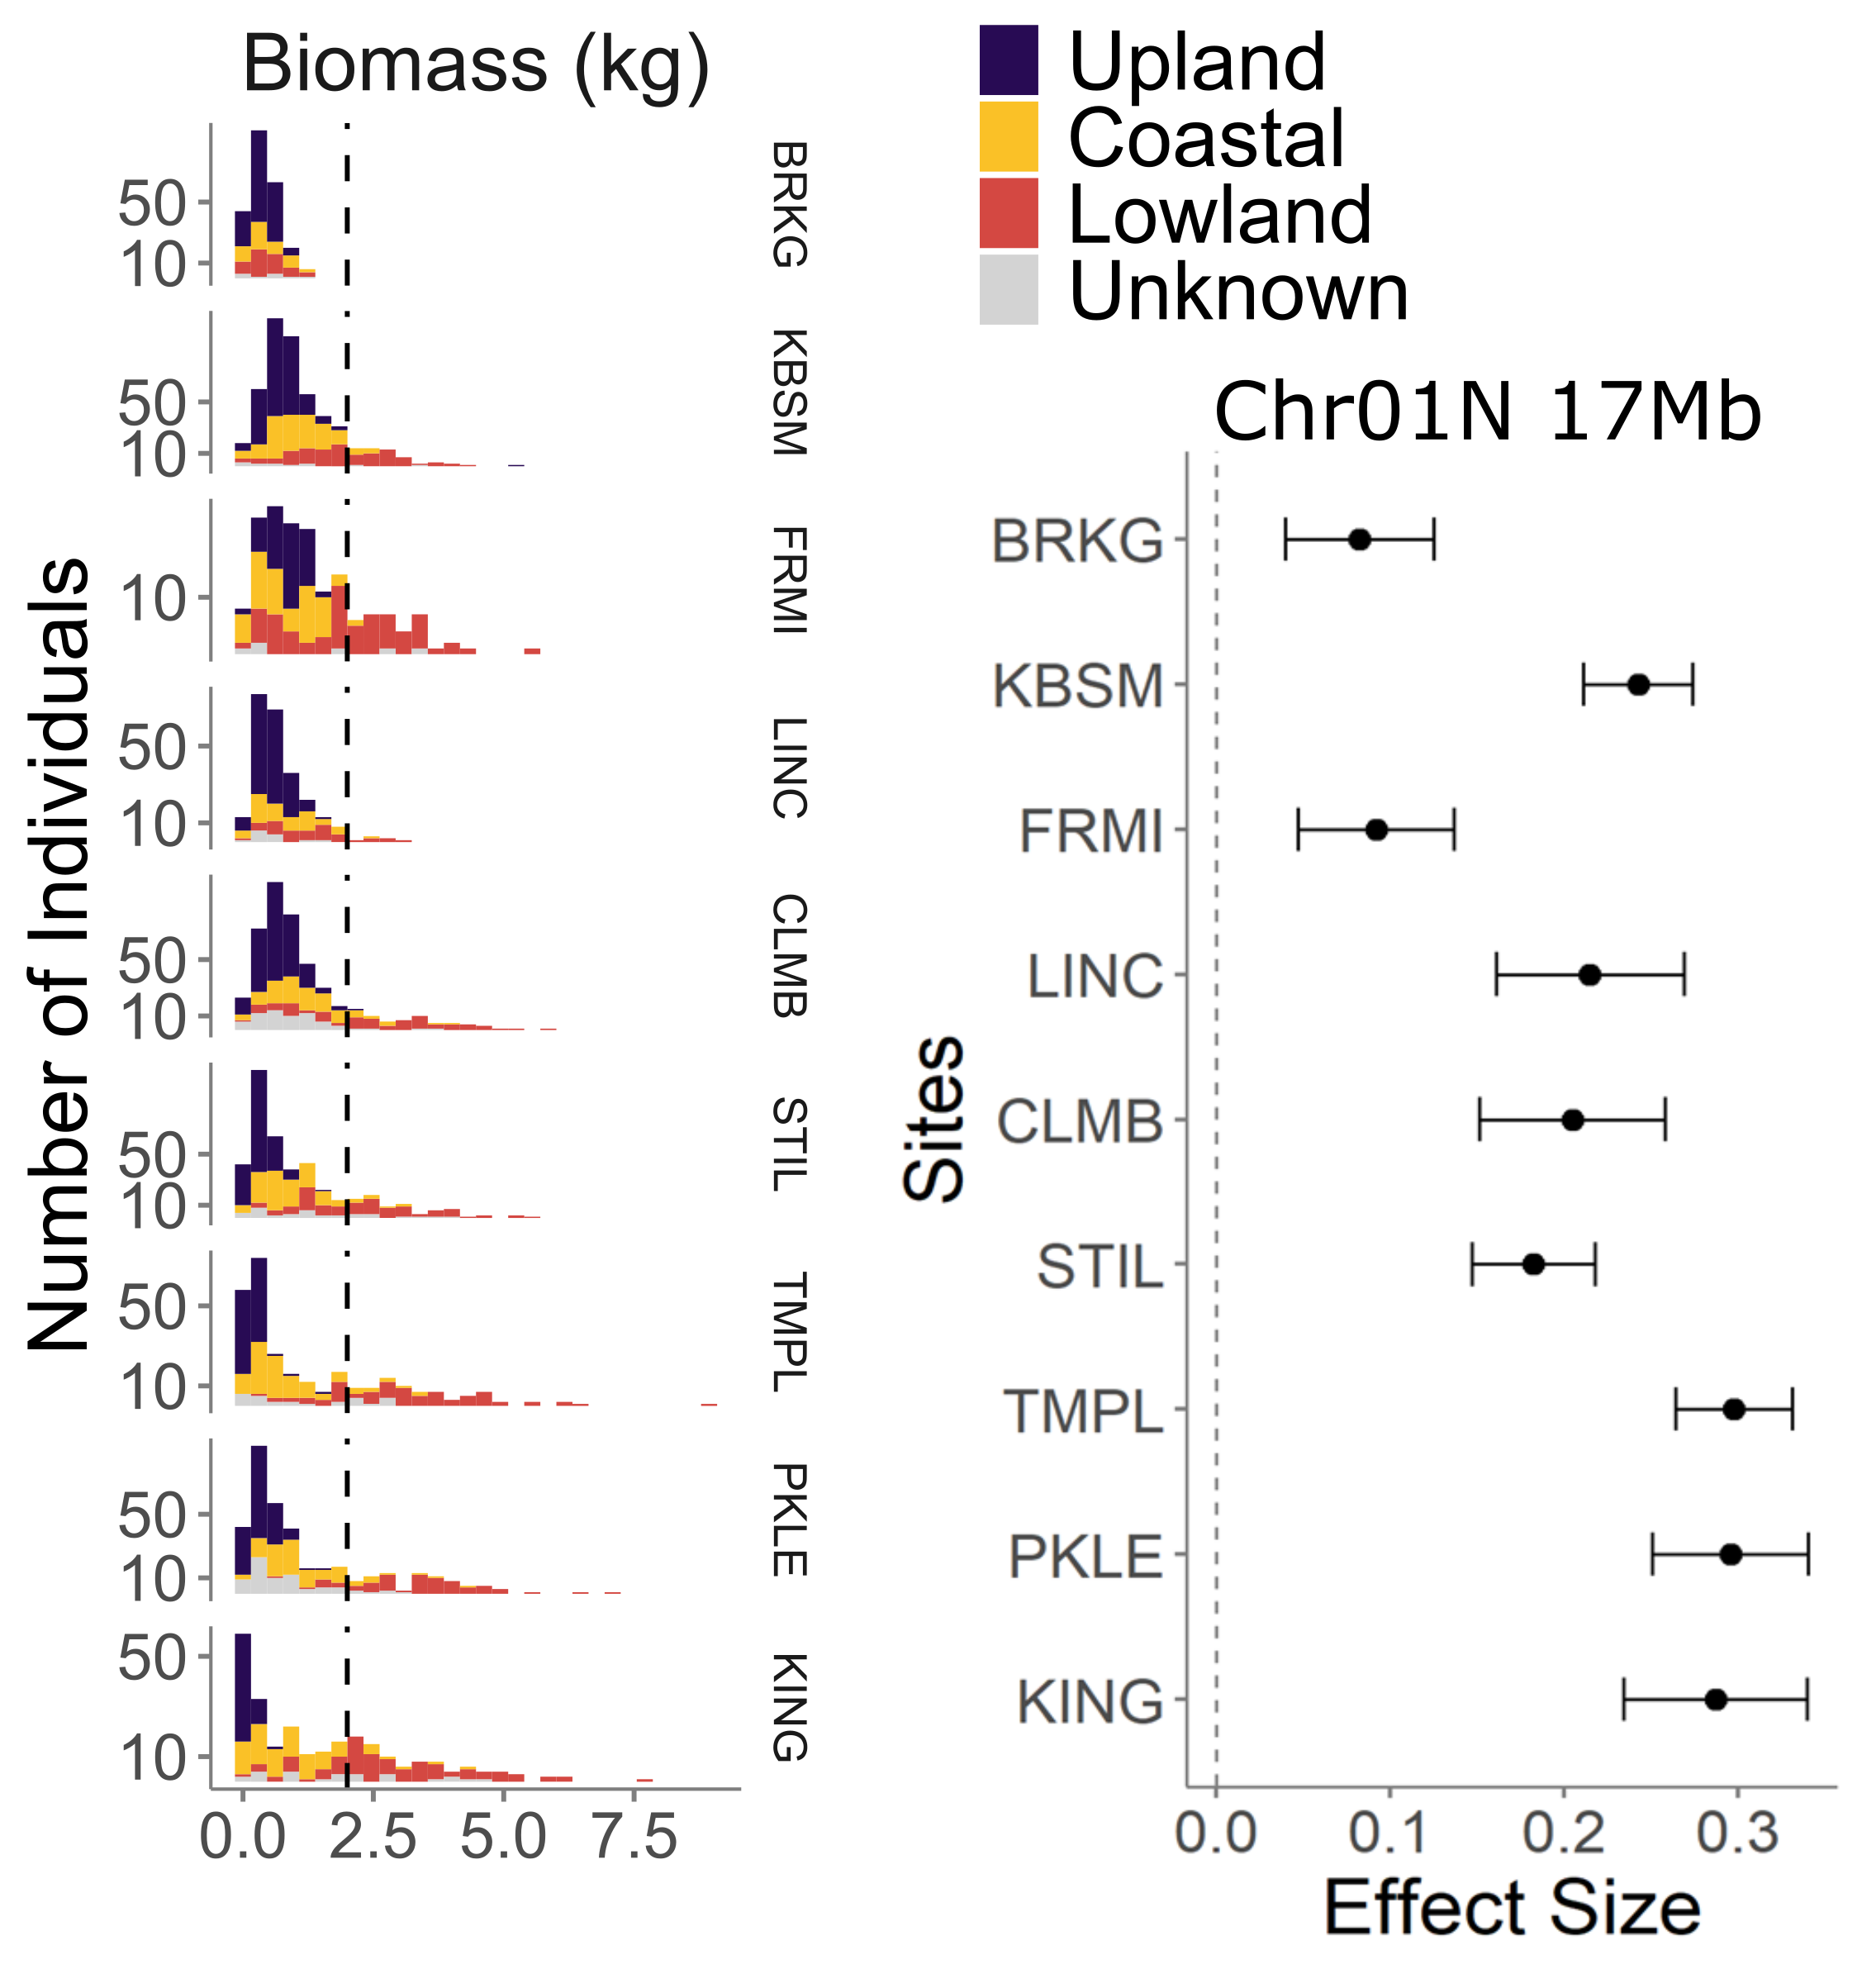 Biomass (kg)
Number of Individuals
50
10
BRKG
50
10
KBSM
10
FRMI
50
10
LINC
50
10
CLMB
50
10
STIL
50
10
TMPL
50
10
PKLE
50
10
KING
0.0 2.5 5.0 7.5
Upland
Coastal
Lowland
Unknown
Chr01N 17Mb
Sites
BRKG
KBSM
FRMI
LINC
CLMB
STIL
TMPL
PKLE
KING
0.0 0.1 0.2 0.3
Effect Size